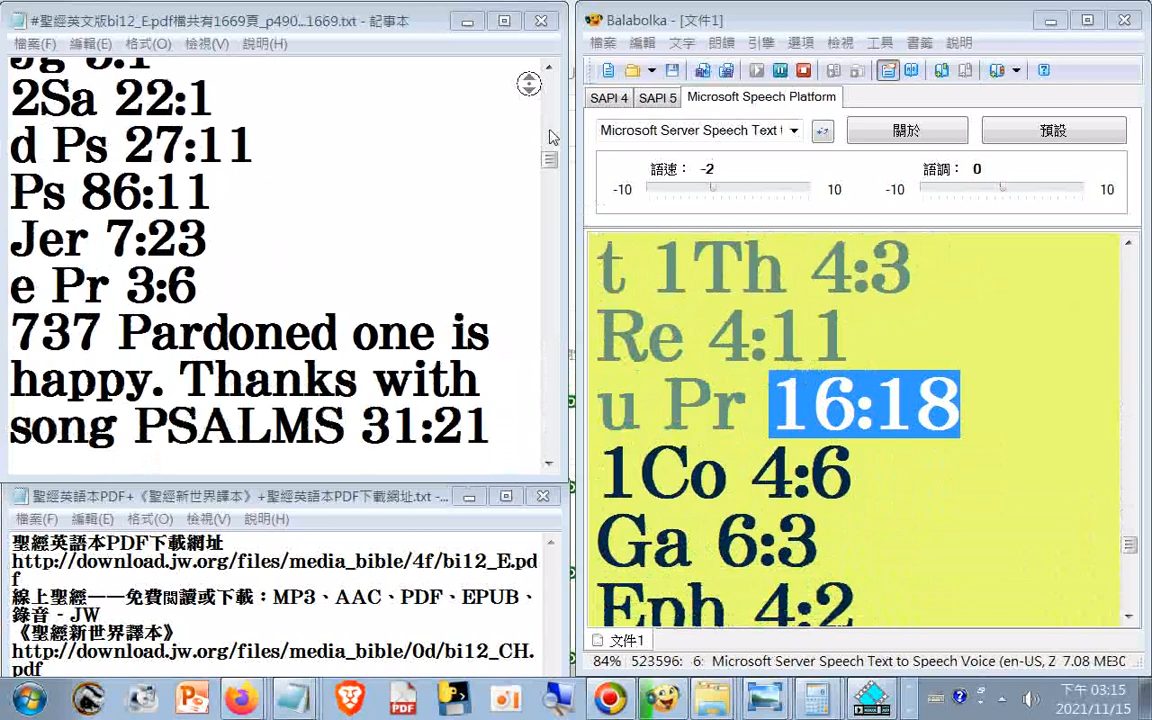 #聖經英文版bi12_E.pdf檔共有1669頁_p490...1669.txt - 記事本
檔案(F) 編輯(E) 格式(O) 檢視(V) 說明(H)
Jg 5:1
2Sa 22:1
d Ps 27:11
Ps 86:11
Jer 7:23
e Pr 3:6
737 Pardoned one is
happy. Thanks with
song PSALMS 31:21
聖經英語本PDF+《聖經新世界譯本》+聖經英語本PDF下載網址.txt -...
檔案(F) 編輯(E) 格式(O) 檢視(V) 說明(H)
聖經英語本PDF下載網址
http://download.jw.org/files/media_bible/4f/bi12_E.pd
f
線上聖經——免費閱讀或下載：MP3、AAC、PDF、EPUB、
錄音 - JW
《聖經新世界譯本》
http://download.jw.org/files/media_bible/0d/bi12_CH.
pdf
Balabolka - [文件1]
檔案 編輯 文字 朗讀 引擎 選項 檢視 工具 書籤 說明
SAPI 4 SAPI 5 Microsoft Speech Platform
Microsoft Server Speech Text t 關於 預設
語速： -2 語調： 0
-10 10 -10 10
t 1Th 4:3
Re 4:11
u Pr 16:18
1Co 4:6
Ga 6:3
Eph 4:2
文件1
84% 523596: 6: Microsoft Server Speech Text to Speech Voice (en-US, Z 7.08 MB
下午 03:15
2021/11/15